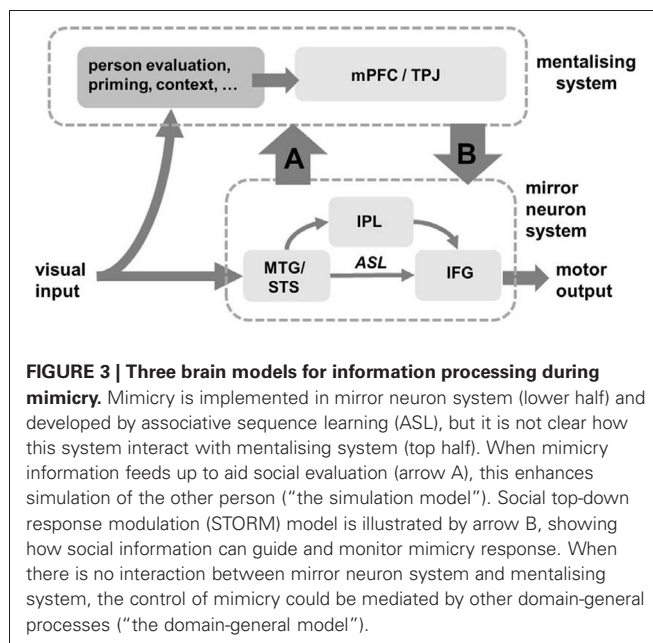 person evaluation,
priming, context, ...
mPFC / TPJ
mentalising
system
A
B
mirror
neuron
system
IPL
visual
input
MTG/
STS
ASL
IFG
motor
output
FIGURE 3 | Three brain models for information processing during
mimicry. Mimicry is implemented in mirror neuron system (lower half) and
developed by associative sequence learning (ASL), but it is not clear how
this system interact with mentalising system (top half). When mimicry
information feeds up to aid social evaluation (arrow A), this enhances
simulation of the other person (“the simulation model”). Social top-down
response modulation (STORM) model is illustrated by arrow B, showing
how social information can guide and monitor mimicry response. When
there is no interaction between mirror neuron system and mentalising
system, the control of mimicry could be mediated by other domain-general
processes (“the domain-general model”).